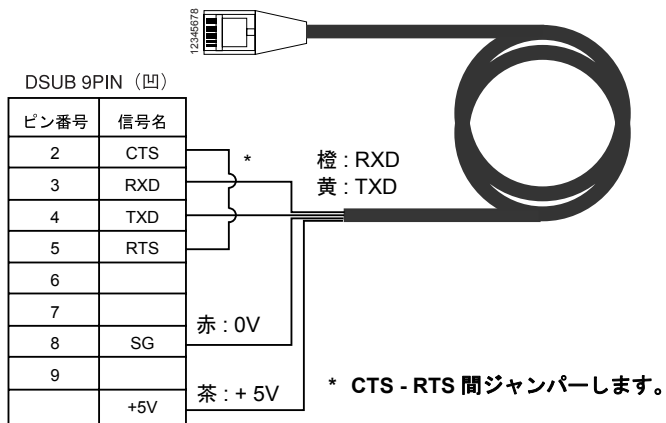 12345678
DSUB 9PIN（凹）
ピン番号 信号名
2 CTS
3 RXD
4 TXD
5 RTS
6
7
8 SG
9
+5V
*
橙 : RXD
黄 : TXD
赤 : 0V
茶 : + 5V
* CTS - RTS 間ジャンパーします。